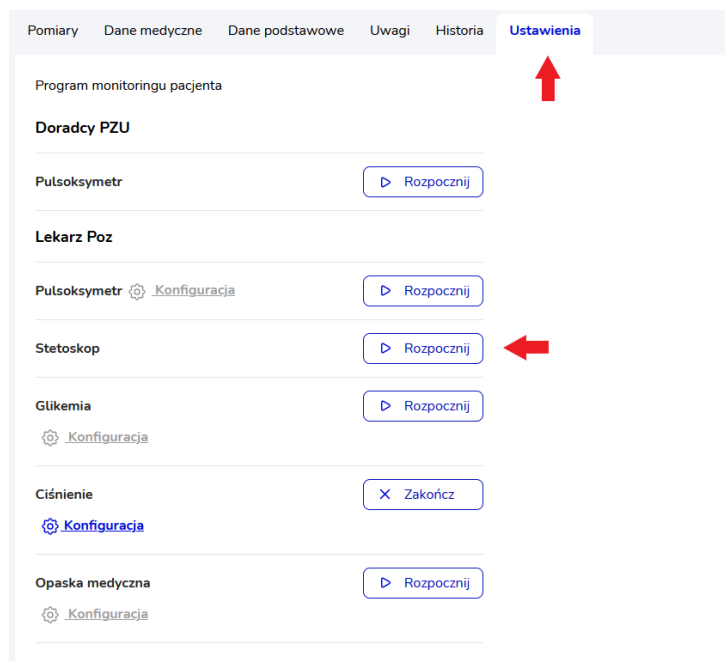 Pomiary Dane medyczne Dane podstawowe Uwagi Historia Ustawienia
Program monitoringu pacjenta
Doradcy PZU
Pulsoksymetr Rozpocznij
Lekarz Poz
Pulsoksymetr Konfiguracja Rozpocznij
Stetoskop Rozpocznij
Glikemia Rozpocznij
Konfiguracja
Ciśnienie Zakończ
Konfiguracja
Opaska medyczna Rozpocznij
Konfiguracja